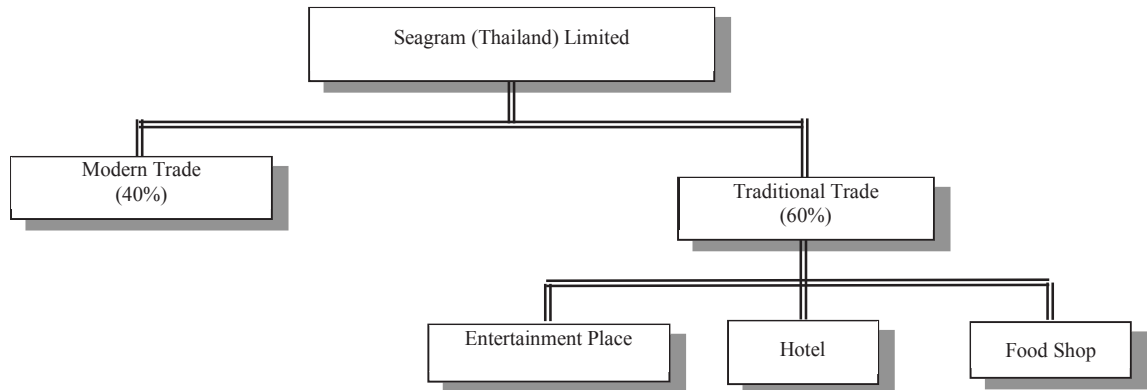 Seagram (Thailand) Limited
Modern Trade
(40%)
Traditional Trade
(60%)
Entertainment Place
Hotel
Food Shop